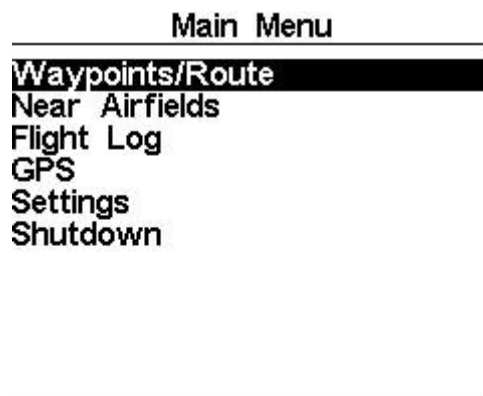 Main Menu
Waypoints/Route
Near Airfields
Flight Log
GPS
Settings
Shutdown